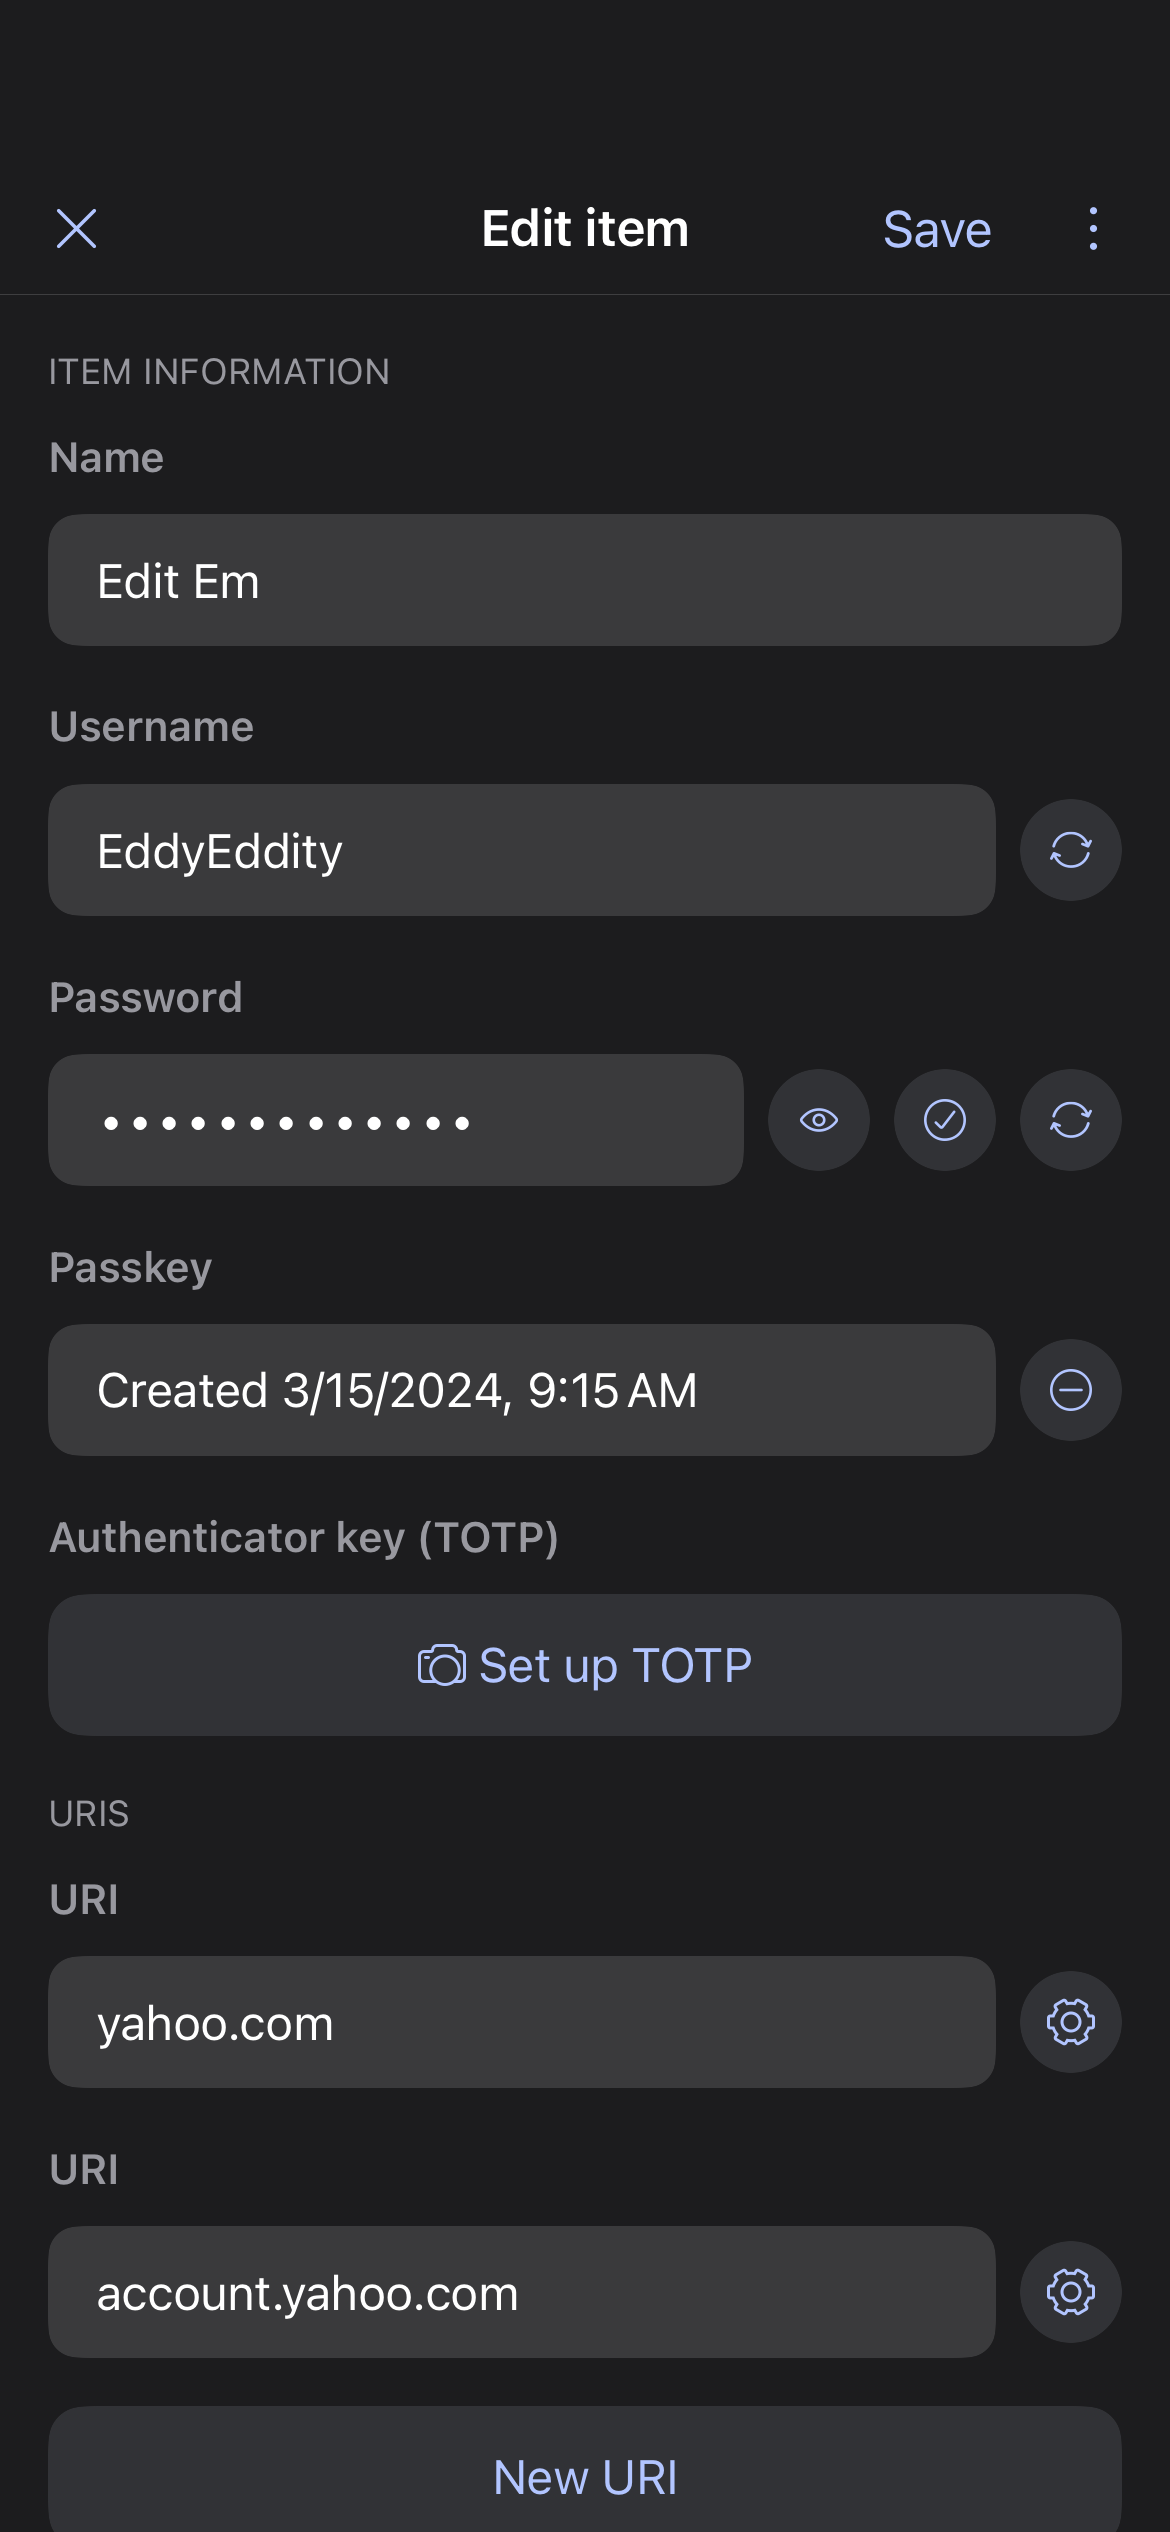 Edit item
Save
ITEM INFORMATION
Name
Edit Em
Username
EddyEddity
Password
•••••••••••••
Passkey
Created 3/15/2024, 9:15 AM
Authenticator key (TOTP)
Set up TOTP
URIS
URI
yahoo.com
URI
account.yahoo.com
New URI